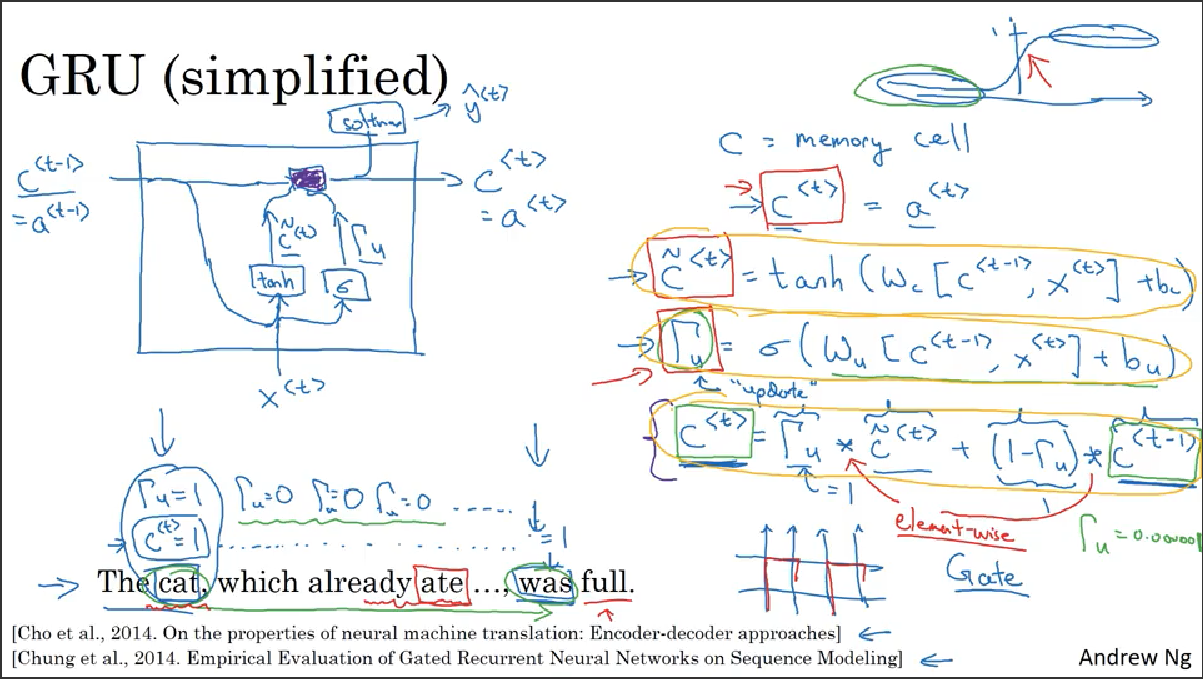 GRU (simplified)
softmax → ŷ<t>
c<t-1>
= a<t-1>
c<t>
= a<t>
c̃<t>
Γu
tanh
σ
x<t>
1
C = memory cell
c<t> = a<t>
c̃<t> = tanh (Wc [c<t-1>, x<t>] + bc)
Γu = σ (Wu [c<t-1>, x<t>] + bu)
"update"
c<t> = Γu * c̃<t> + (1-Γu) * c<t-1>
element-wise
Γu = 0.000001
Gate
Γu = 1 Γu = 0 Γu = 0 Γu = 0 .....
c<t> = 1 ........... = 1
The cat, which already ate ..., was full.
[Cho et al., 2014. On the properties of neural machine translation: Encoder-decoder approaches]
[Chung et al., 2014. Empirical Evaluation of Gated Recurrent Neural Networks on Sequence Modeling]
Andrew Ng